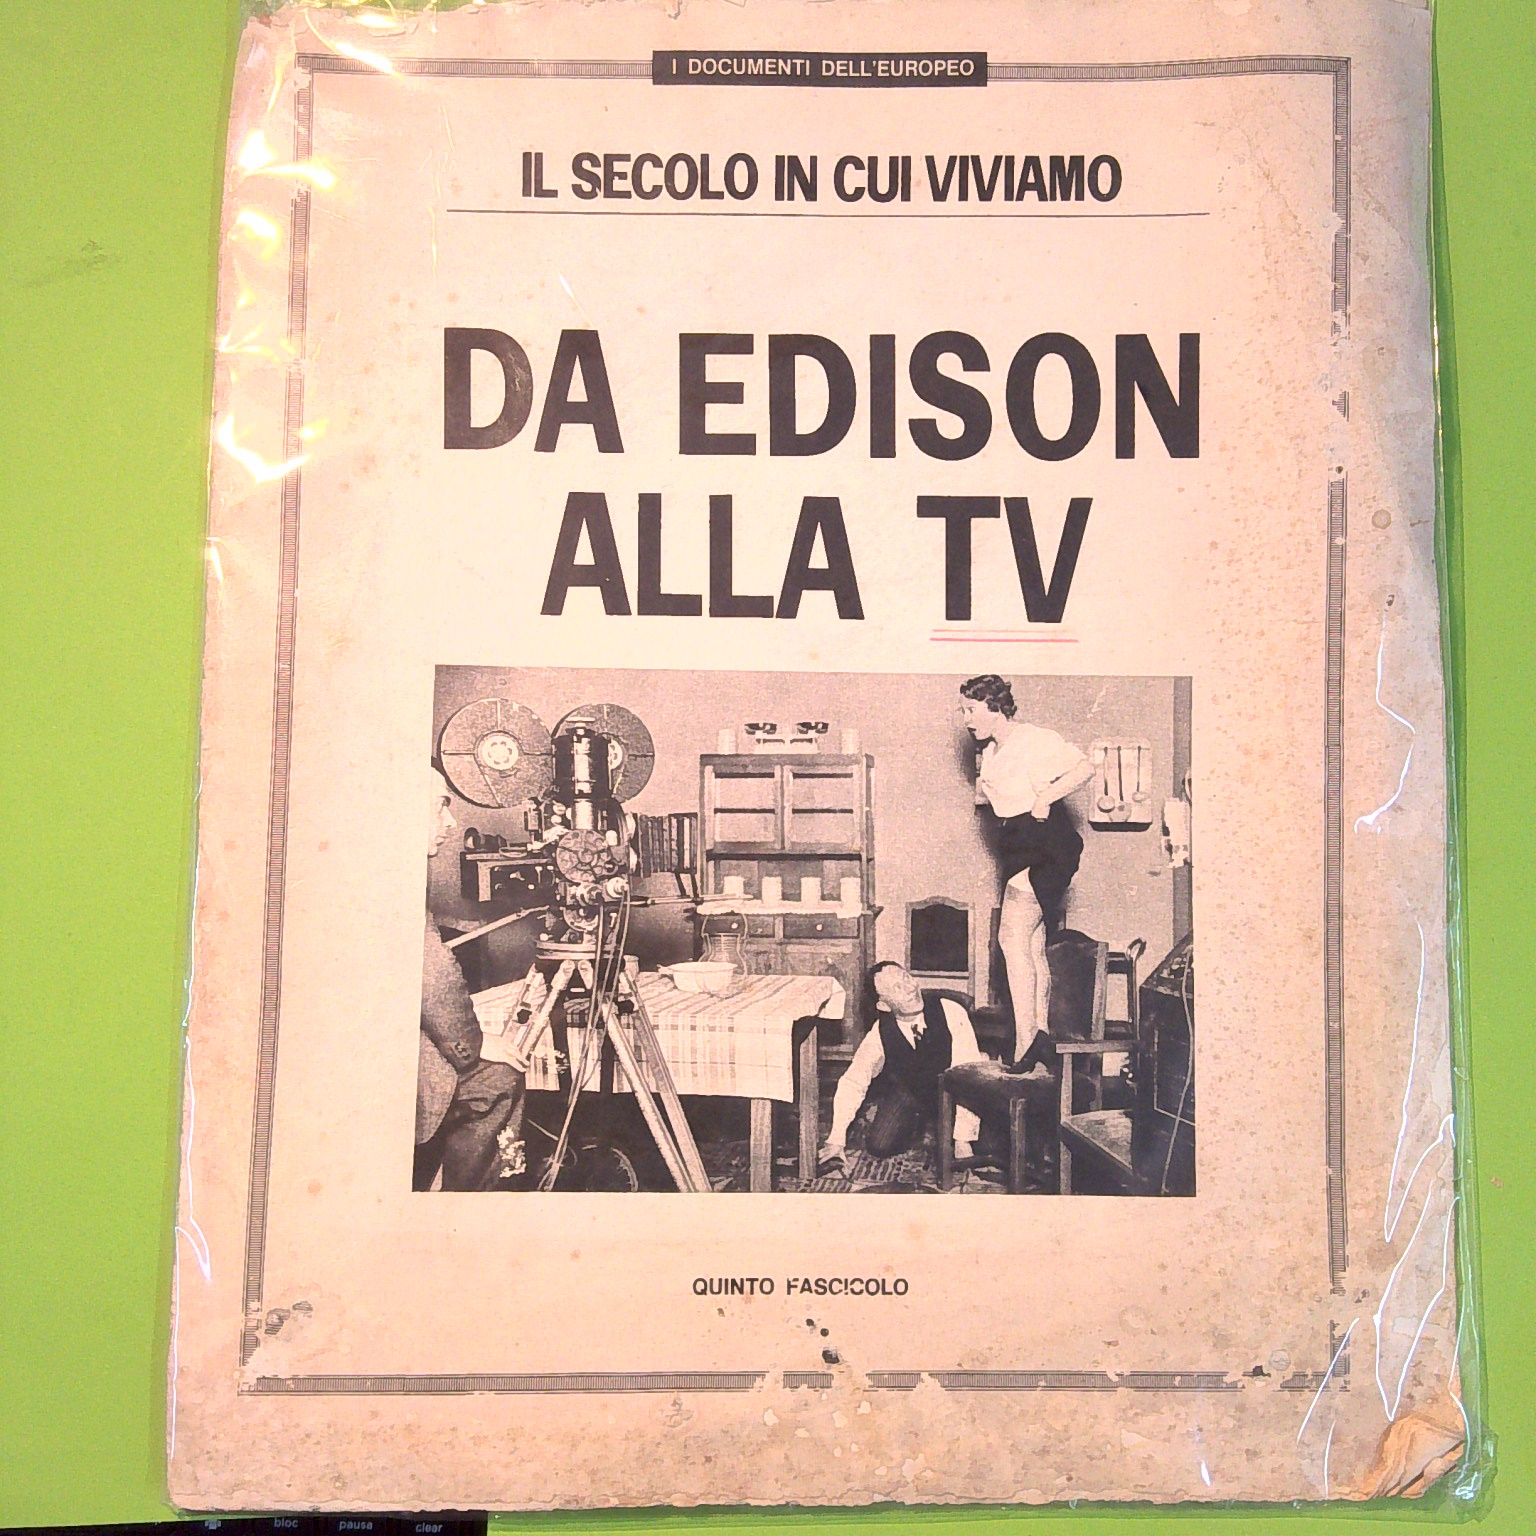 I DOCUMENTI DELL'EUROPEO
IL SECOLO IN CUI VIVIAMO
DA EDISON
ALLA TV
QUINTO FASCICOLO
bloc pausa clear